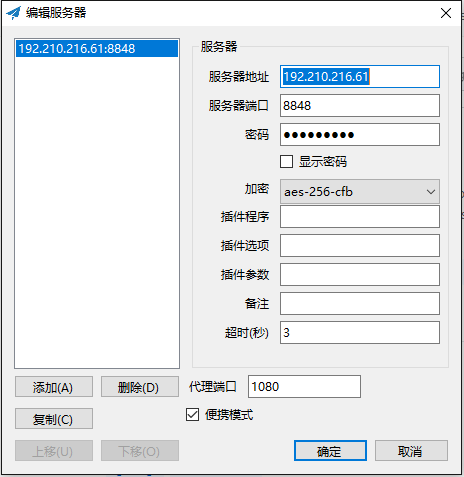 编辑服务器
192.210.216.61:8848
服务器
服务器地址 192.210.216.61
服务器端口 8848
密码 ●●●●●●●●●
显示密码
加密 aes-256-cfb
插件程序
插件选项
插件参数
备注
超时(秒) 3
添加(A) 删除(D) 代理端口 1080
复制(C) 便携模式
上移(U) 下移(O) 确定 取消